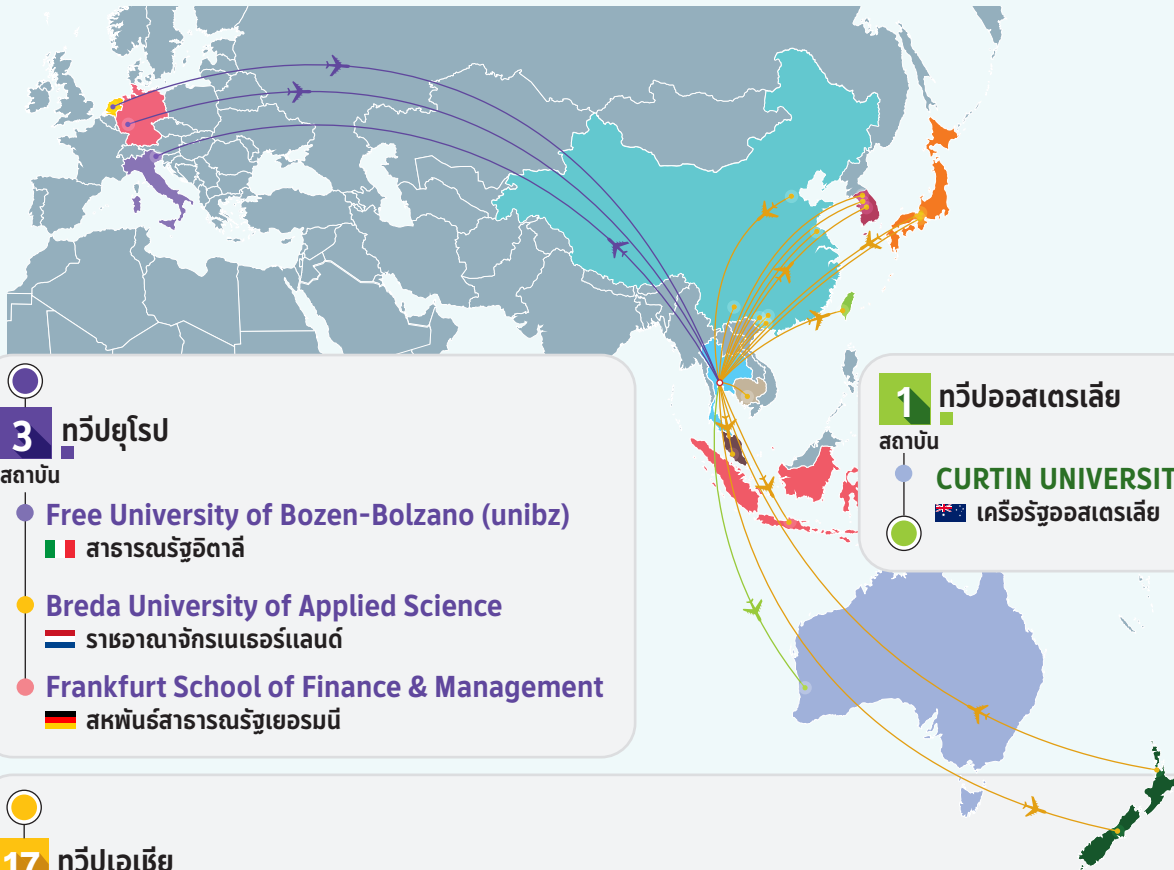 3 ทวีปยุโรป
สถาบัน
Free University of Bozen-Bolzano (unibz)
สาธารณรัฐอิตาลี
Breda University of Applied Science
ราชอาณาจักรเนเธอร์แลนด์
Frankfurt School of Finance & Management
สหพันธ์สาธารณรัฐเยอรมนี
1 ทวีปออสเตรเลีย
สถาบัน
CURTIN UNIVERSIT
เครือรัฐออสเตรเลีย
17 ทวีปเอเชีย